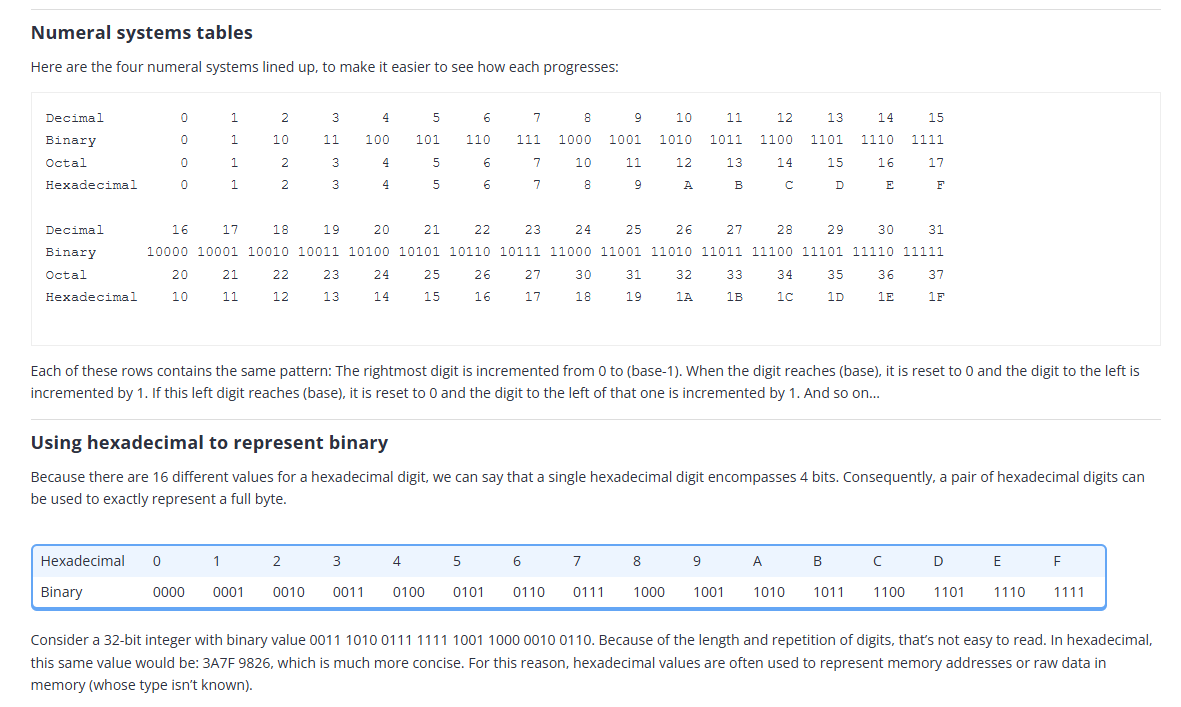 Numeral systems tables
Here are the four numeral systems lined up, to make it easier to see how each progresses:
Decimal 0 1 2 3 4 5 6 7 8 9 10 11 12 13 14 15
Binary 0 1 10 11 100 101 110 111 1000 1001 1010 1011 1100 1101 1110 1111
Octal 0 1 2 3 4 5 6 7 10 11 12 13 14 15 16 17
Hexadecimal 0 1 2 3 4 5 6 7 8 9 A B C D E F
Decimal 16 17 18 19 20 21 22 23 24 25 26 27 28 29 30 31
Binary 10000 10001 10010 10011 10100 10101 10110 10111 11000 11001 11010 11011 11100 11101 11110 11111
Octal 20 21 22 23 24 25 26 27 30 31 32 33 34 35 36 37
Hexadecimal 10 11 12 13 14 15 16 17 18 19 1A 1B 1C 1D 1E 1F
Each of these rows contains the same pattern: The rightmost digit is incremented from 0 to (base-1). When the digit reaches (base), it is reset to 0 and the digit to the left is
incremented by 1. If this left digit reaches (base), it is reset to 0 and the digit to the left of that one is incremented by 1. And so on…
Using hexadecimal to represent binary
Because there are 16 different values for a hexadecimal digit, we can say that a single hexadecimal digit encompasses 4 bits. Consequently, a pair of hexadecimal digits can
be used to exactly represent a full byte.
Hexadecimal 0 1 2 3 4 5 6 7 8 9 A B C D E F
Binary 0000 0001 0010 0011 0100 0101 0110 0111 1000 1001 1010 1011 1100 1101 1110 1111
Consider a 32-bit integer with binary value 0011 1010 0111 1111 1001 1000 0010 0110. Because of the length and repetition of digits, that’s not easy to read. In hexadecimal,
this same value would be: 3A7F 9826, which is much more concise. For this reason, hexadecimal values are often used to represent memory addresses or raw data in
memory (whose type isn’t known).